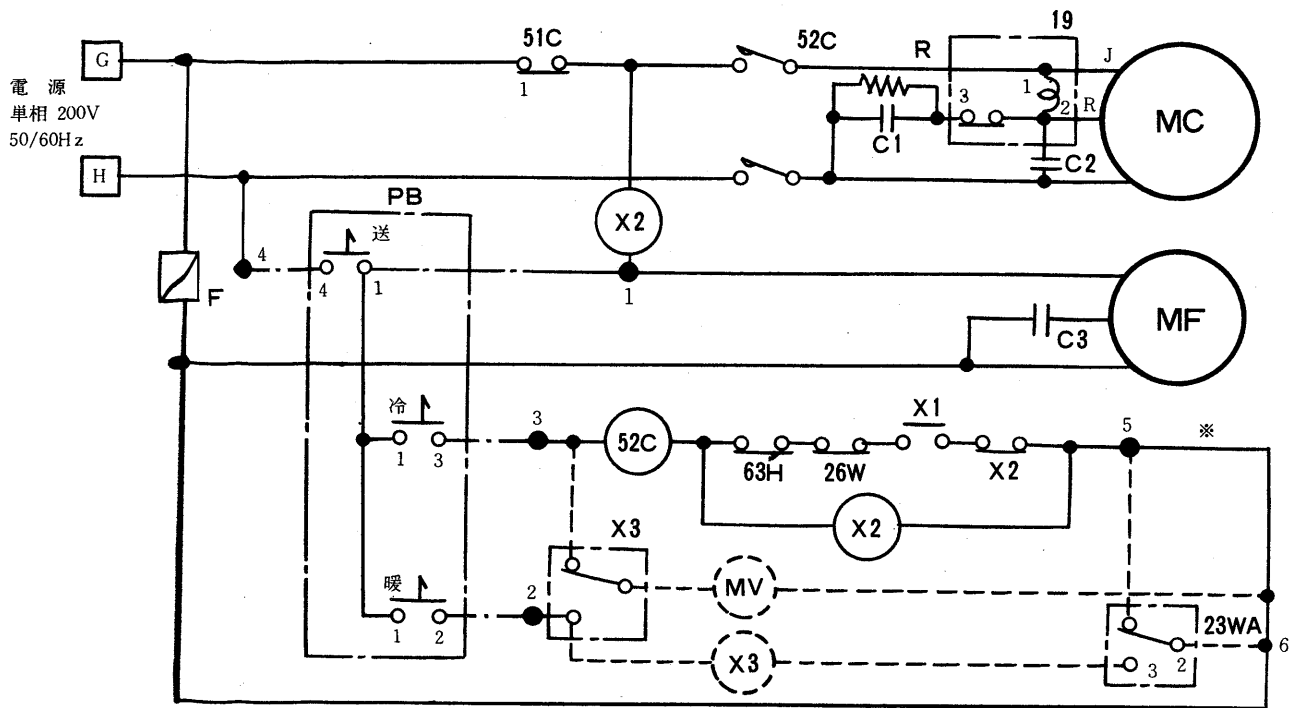 51C
52C
R
19
G
1
J
電 源
単相 200V
50/60Hz
1
3
2
R
MC
C1
C2
H
PB
X2
送
4
4
1
1
F
MF
C3
冷
3
X1
5
※
1
3
52C
63H
26W
X2
X3
X2
暖
2
MV
1
2
23WA
X3
3
2
6